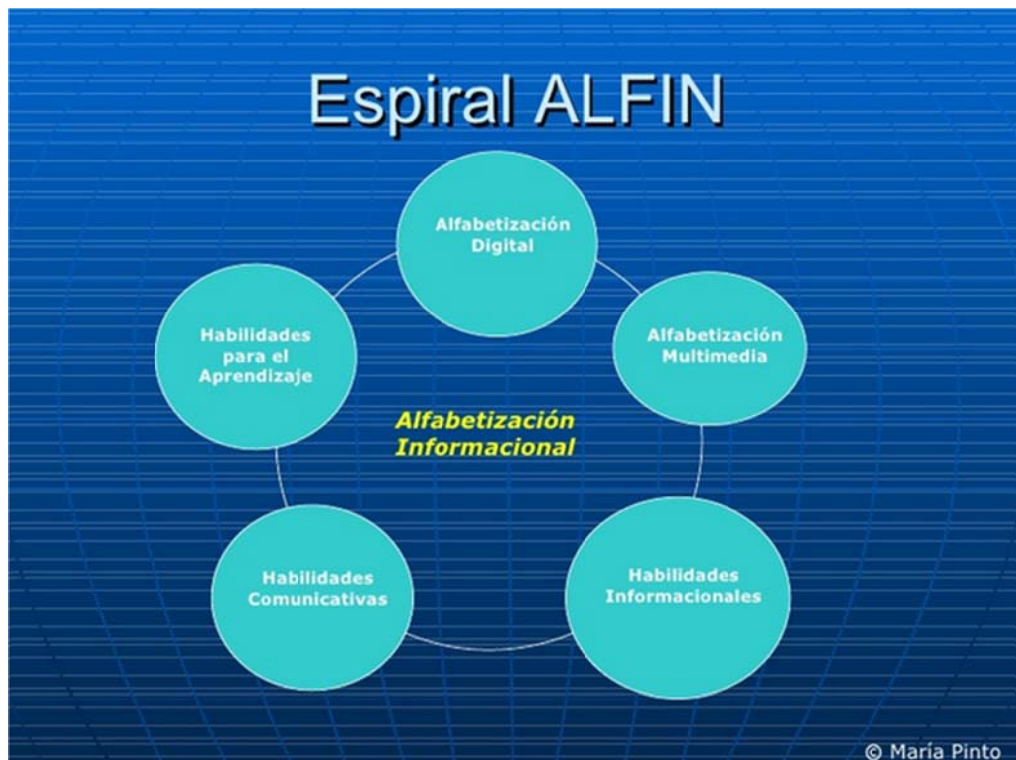 Espiral ALFIN
Alfabetización
Digital
Alfabetización
Multimedia
Habilidades
para el
Aprendizaje
Alfabetización
Informacional
Habilidades
Comunicativas
Habilidades
Informacionales
© María Pinto